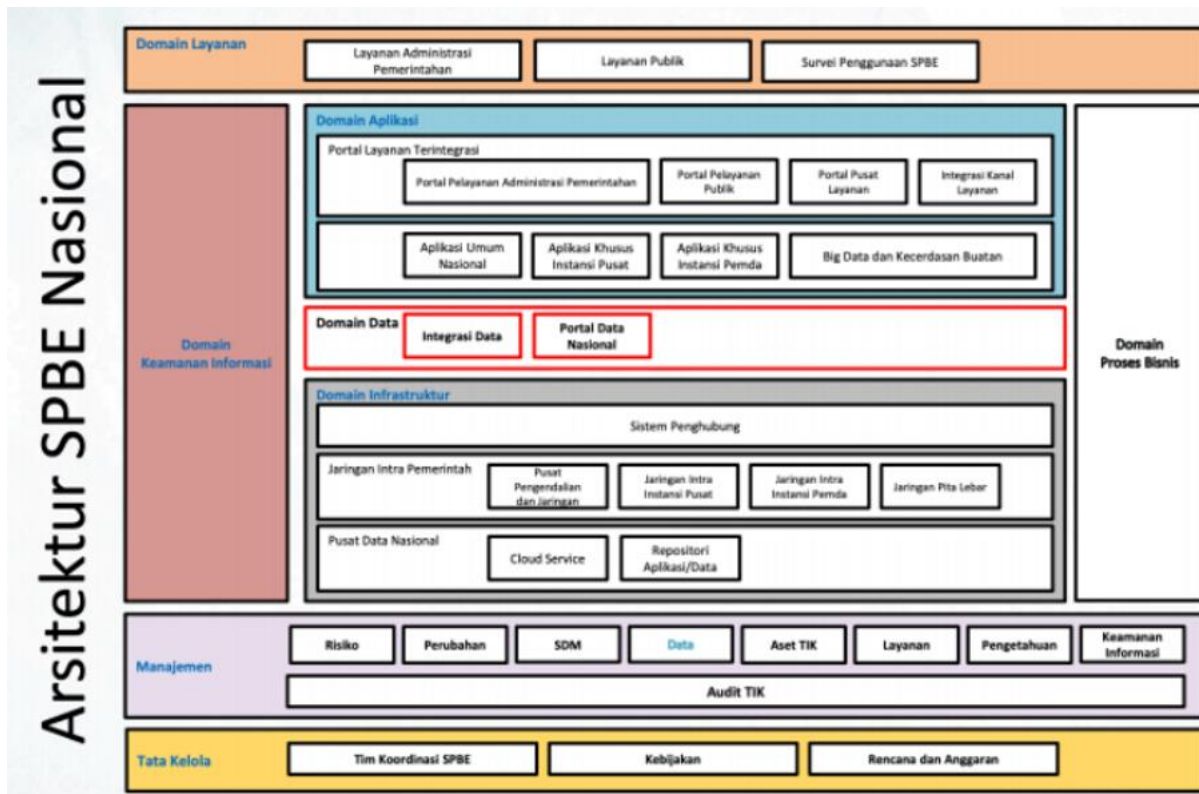 Arsitektur SPBE Nasional
Domain Layanan
Layanan Administrasi
Pemerintahan
Layanan Publik
Survei Penggunaan SPBE
Domain
Keamanan Informasi
Domain Aplikasi
Portal Layanan Terintegrasi
Portal Pelayanan Administrasi Pemerintahan
Portal Pelayanan
Publik
Portal Pusat
Layanan
Integrasi Kanal
Layanan
Aplikasi Umum
Nasional
Aplikasi Khusus
Instansi Pusat
Aplikasi Khusus
Instansi Pemda
Big Data dan Kecerdasan Buatan
Domain Data
Integrasi Data
Portal Data
Nasional
Domain Infrastruktur
Sistem Penghubung
Jaringan Intra Pemerintah
Pusat
Pengendalian
dan Jaringan
Jaringan Intra
Instansi Pusat
Jaringan Intra
Instansi Pemda
Jaringan Pita Lebar
Pusat Data Nasional
Cloud Service
Repositori
Aplikasi/Data
Domain
Proses Bisnis
Manajemen
Risiko
Perubahan
SDM
Data
Aset TIK
Layanan
Pengetahuan
Keamanan
Informasi
Audit TIK
Tata Kelola
Tim Koordinasi SPBE
Kebijakan
Rencana dan Anggaran